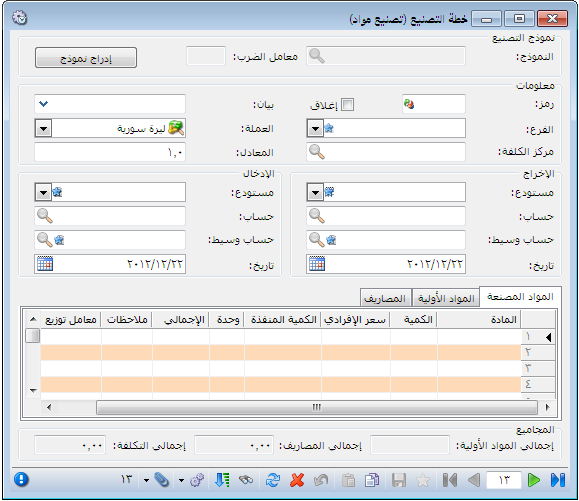 خطة التصنيع (تصنيع مواد)
نموذج التصنيع
النموذج: معامل الضرب: إدراج نموذج
معلومات
رمز: إغلاق بيان:
الفرع: العملة: ليرة سورية
مركز الكلفة: المعادل: ١,٠
الإخراج الإدخال
مستودع: مستودع:
حساب: حساب:
حساب وسيط: حساب وسيط:
تاريخ: ٢٠١٢/١٢/٢٢ تاريخ: ٢٠١٢/١٢/٢٢
المواد المصنعة المواد الأولية المصاريف
المادة الكمية سعر الإفرادي الكمية المنفذة وحدة الإجمالي ملاحظات معامل توزيع
١
٢
٣
٤
المجاميع
إجمالي المواد الأولية: إجمالي المصاريف: ٠,٠٠ إجمالي التكلفة: ٠,٠٠
١٣ ١٣